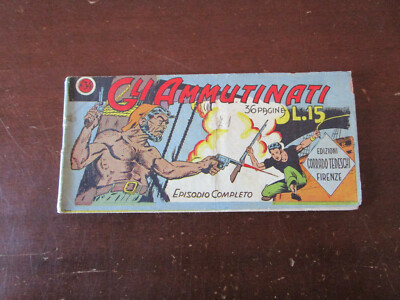 GLI AMMUTINATI
36 PAGINE L.15
EPISODIO COMPLETO
EDIZIONI
CORRADO TEDESCHI
FIRENZE